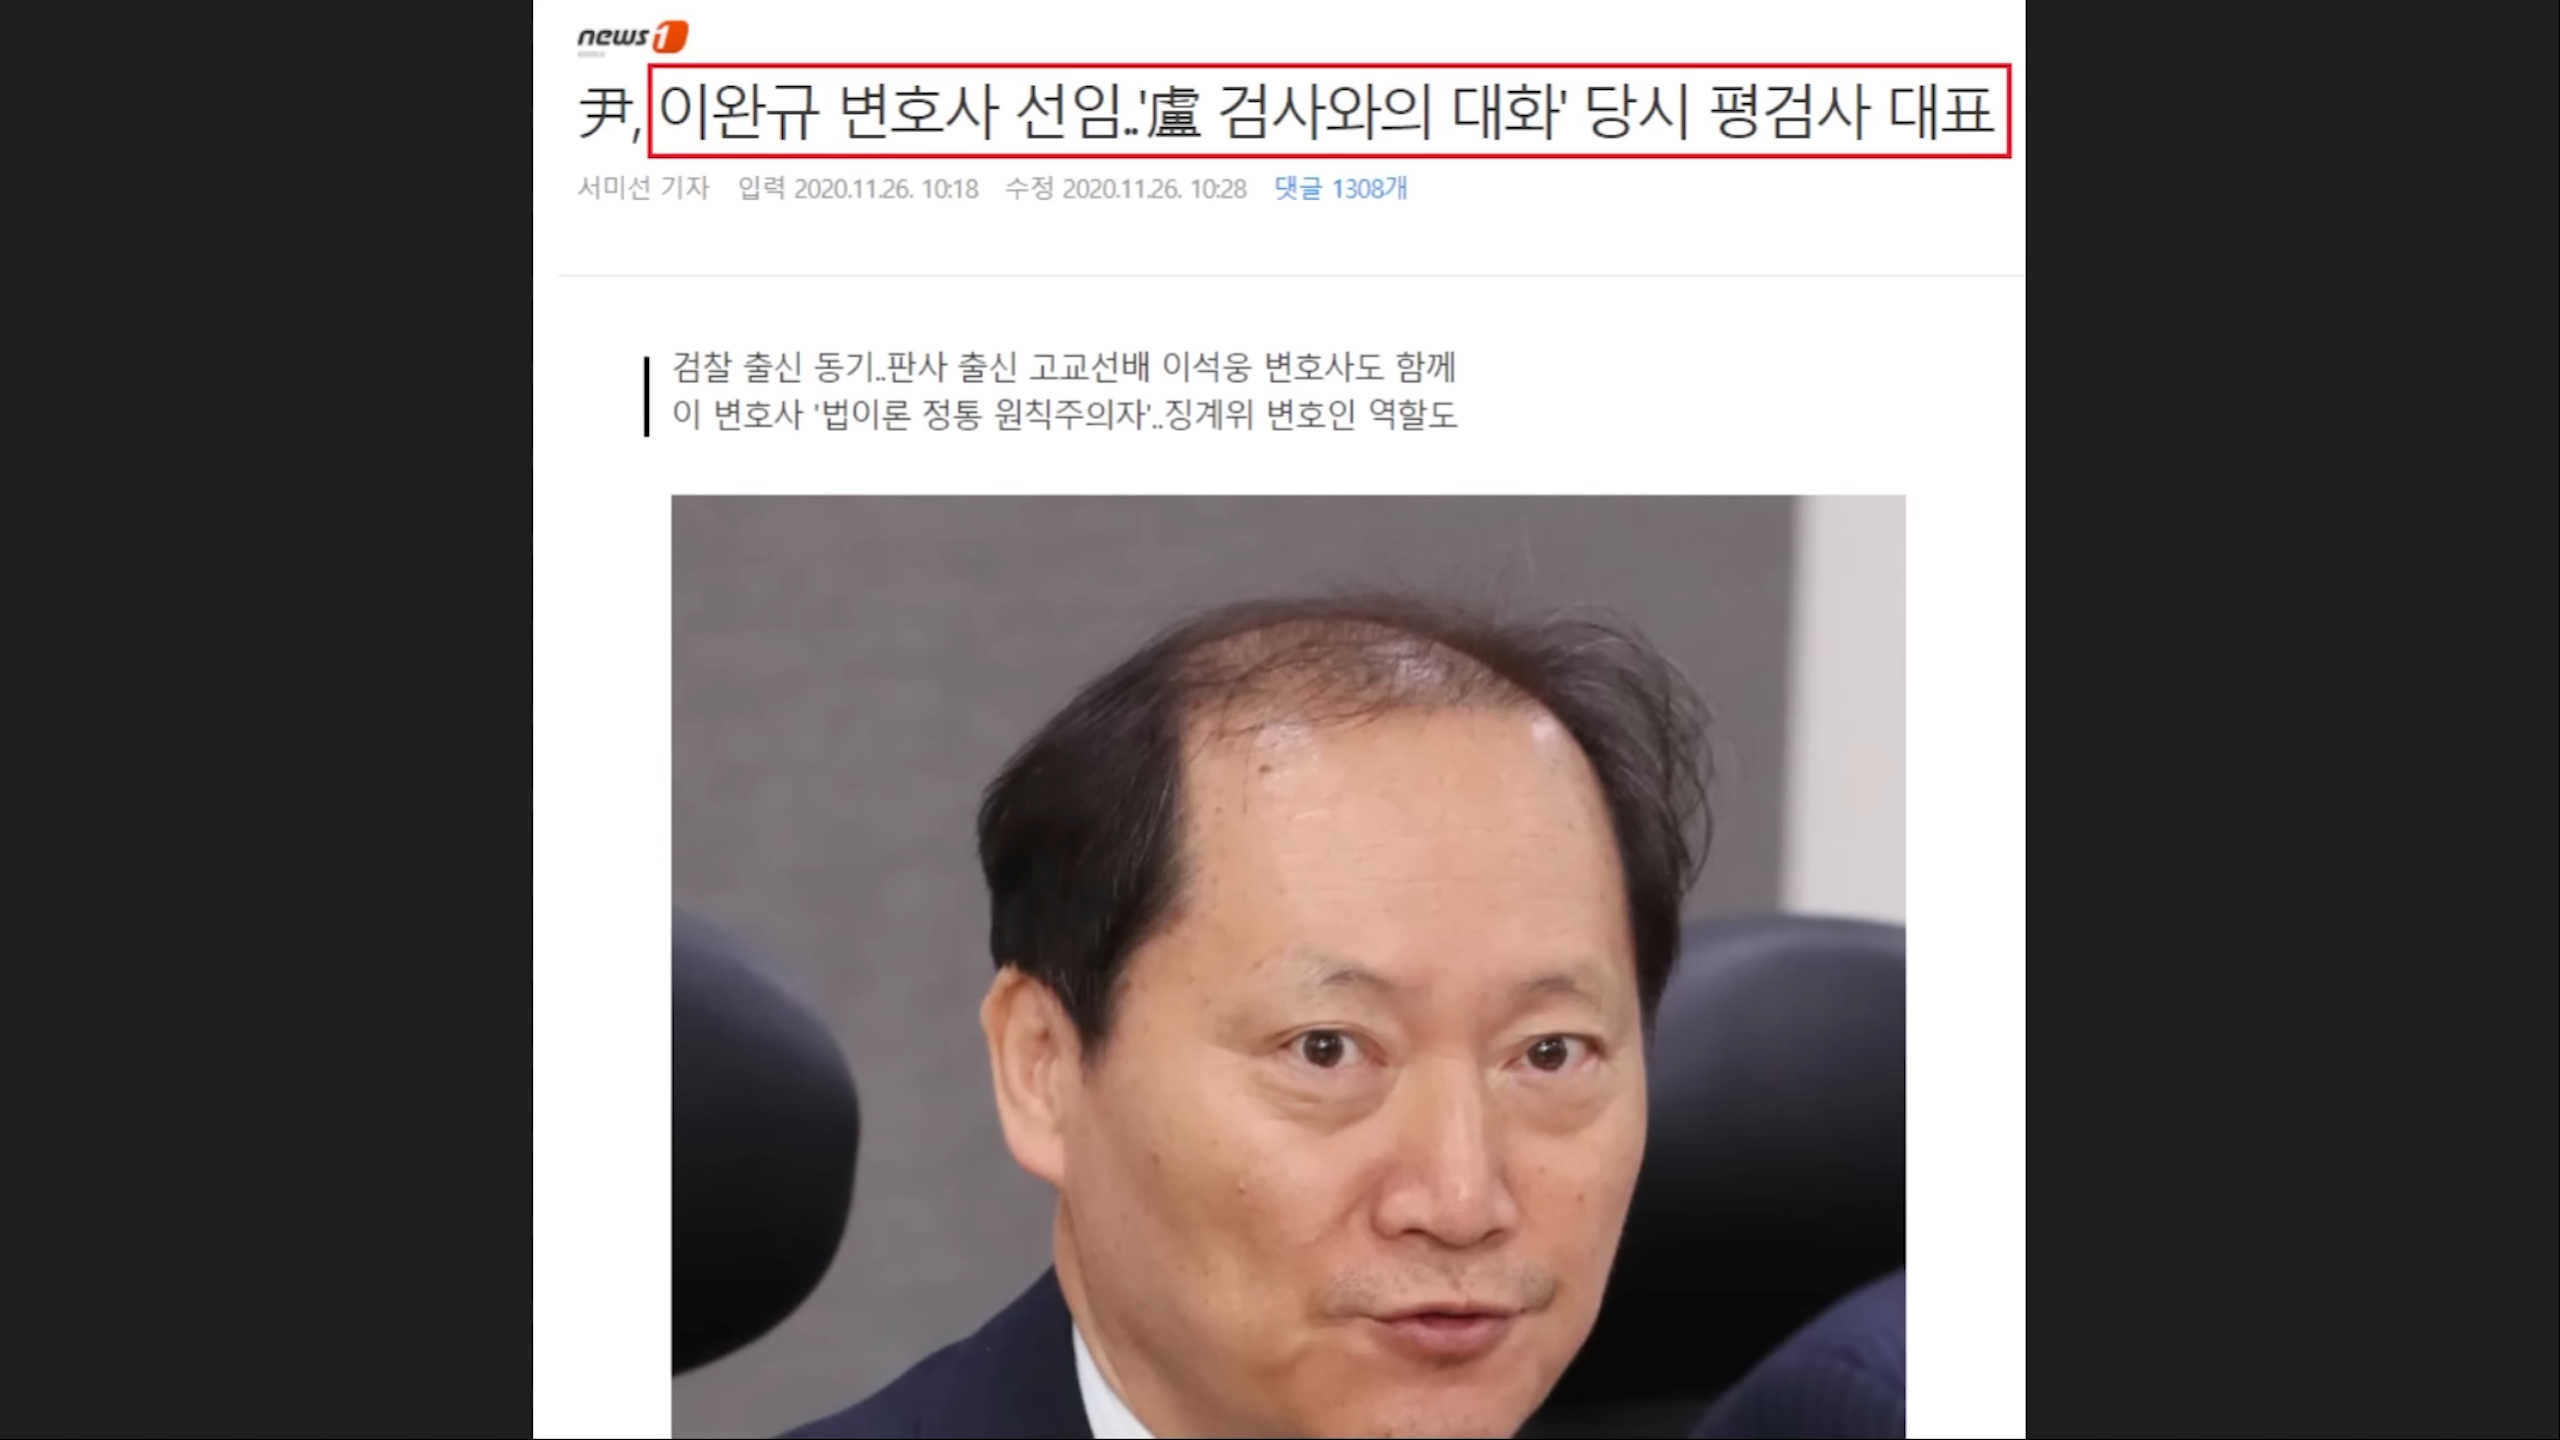 news1
尹, 이완규 변호사 선임..'盧 검사와의 대화' 당시 평검사 대표
서미선 기자 입력 2020.11.26. 10:18 수정 2020.11.26. 10:28 댓글 1308개
검찰 출신 동기..판사 출신 고교선배 이석웅 변호사도 함께
이 변호사 '법이론 정통 원칙주의자'..징계위 변호인 역할도